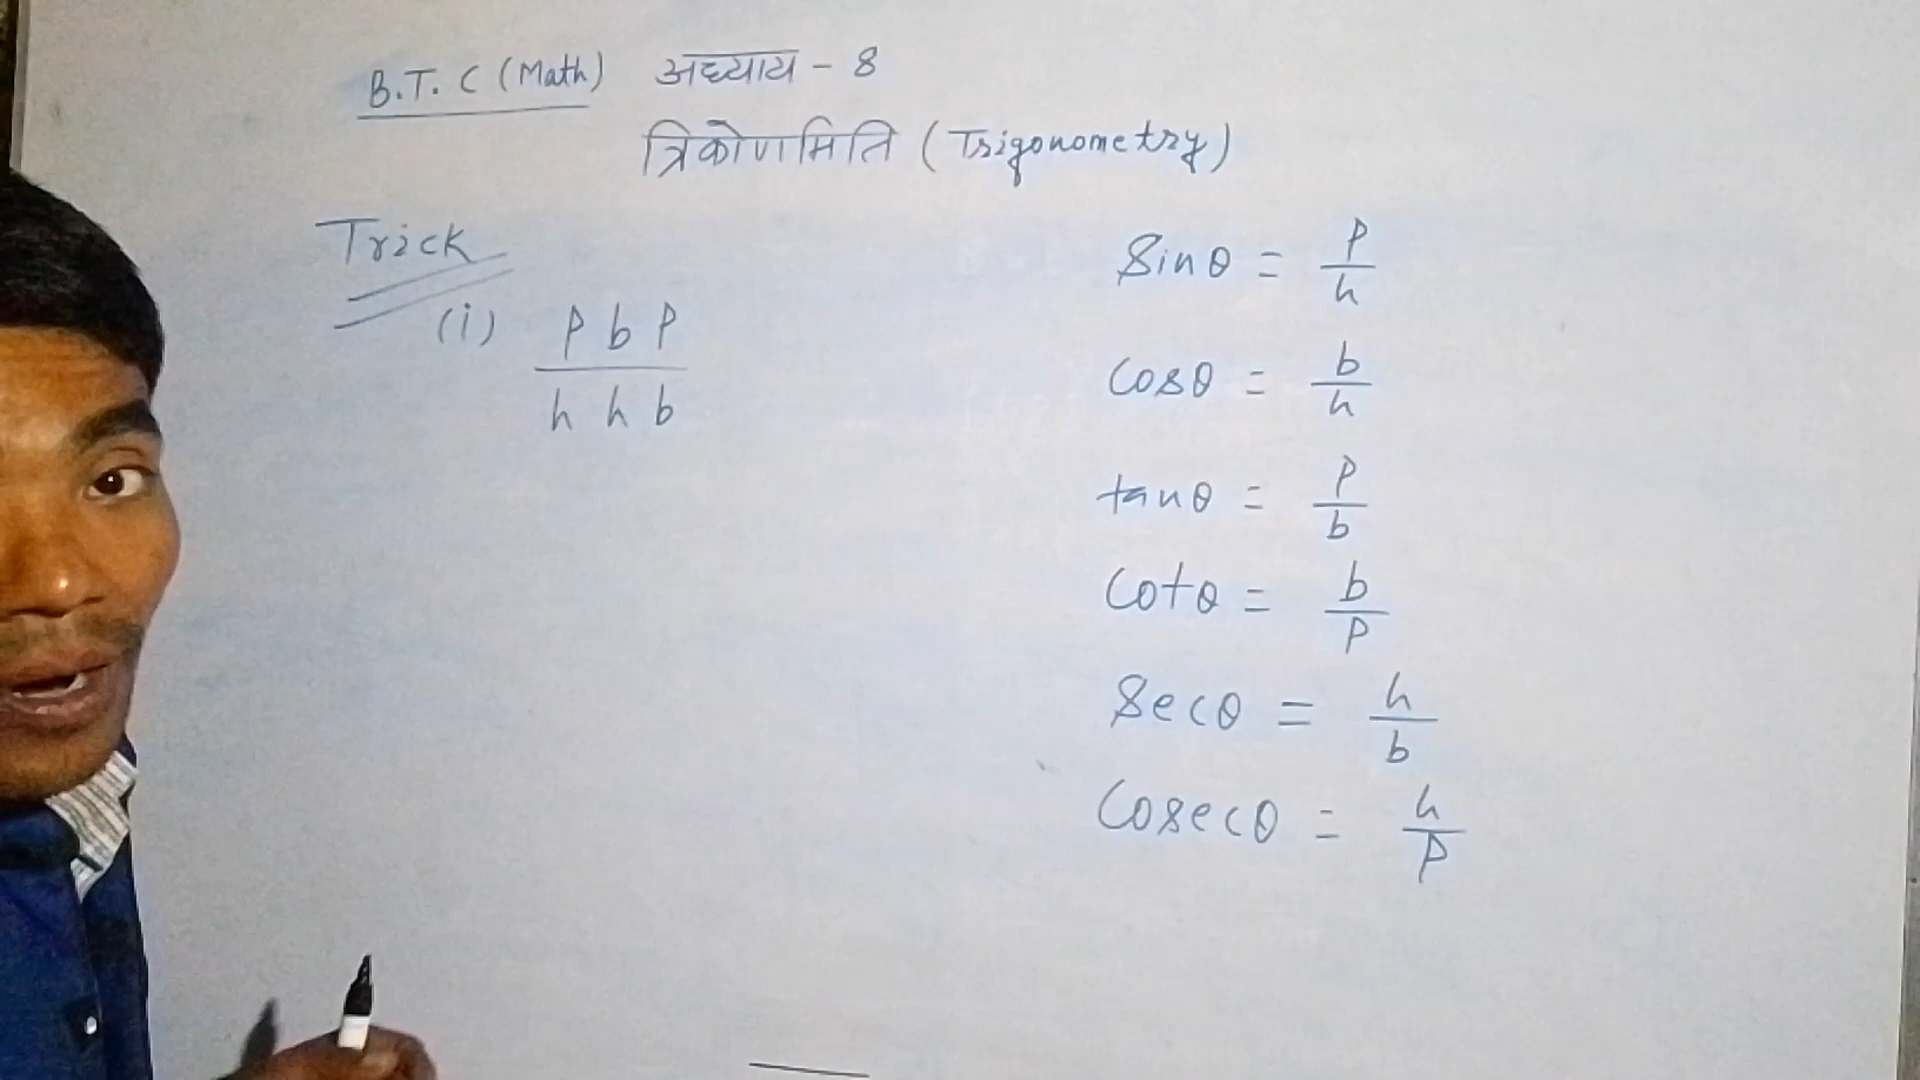 B.T.C (Math) अध्याय - 8
त्रिकोणमिति (Trigonometry)
Trick
(i) p b p
h h b
Sinθ = p/h
Cosθ = b/h
tanθ = p/b
Cotθ = b/p
Secθ = h/b
Cosecθ = h/p